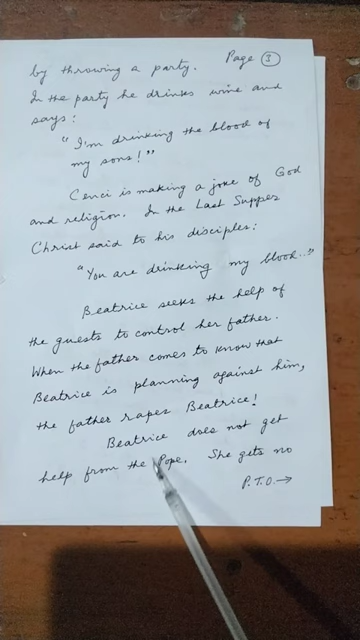 Page 3
by throwing a party.
In the party he drinks wine and
says:
"I'm drinking the blood of
my sons!"
Cenci is making a joke of God
and religion. In the Last Supper
Christ said to his disciples:
"You are drinking my blood..."
Beatrice seeks the help of
the guests to control her father.
When the father comes to know that
Beatrice is planning against him,
the father rapes Beatrice!
Beatrice does not get
help from the Pope. She gets no
P.T.O. →